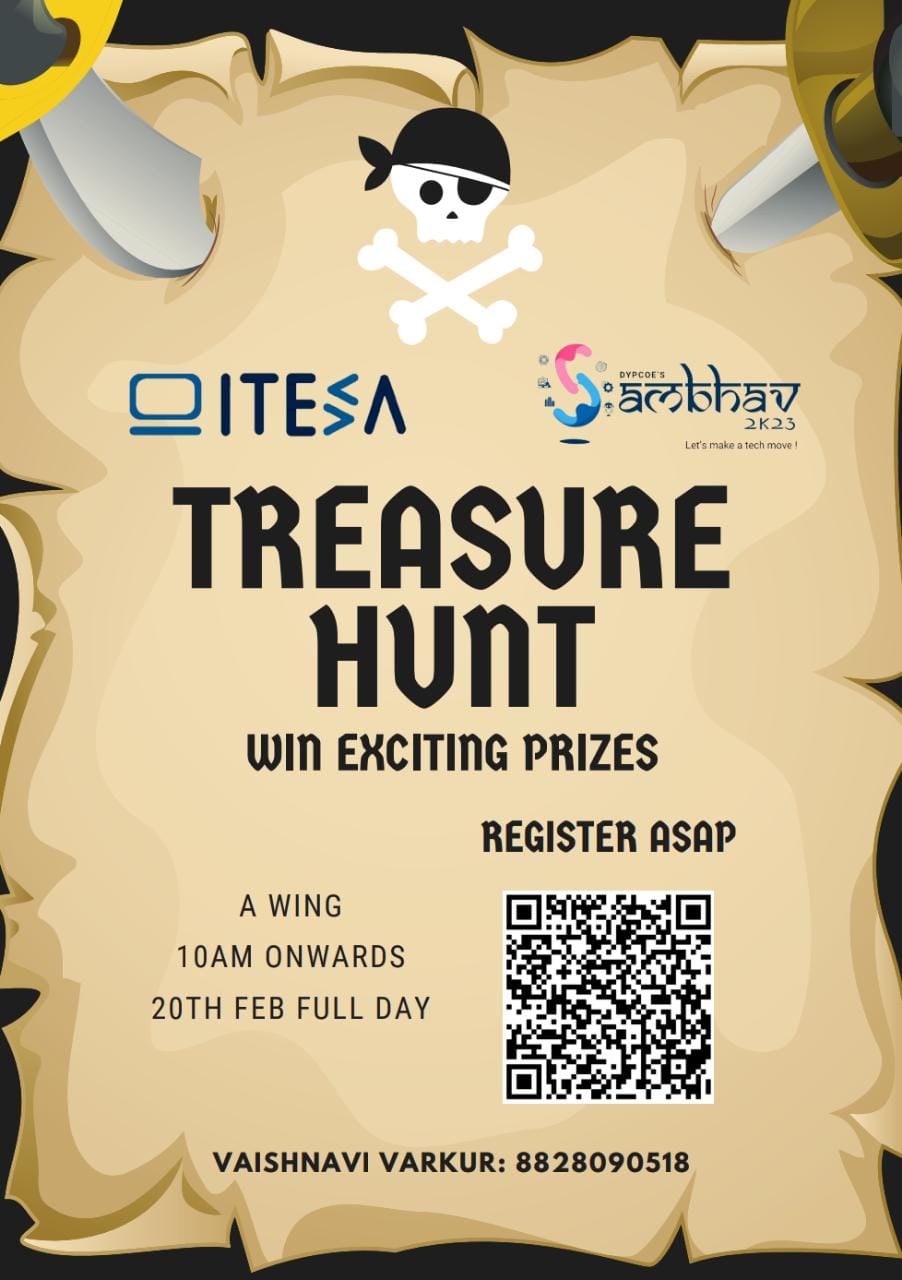 ITESA
DYPCOE'S
Sambhav
2K23
Let's make a tech move !
TREASURE
HUNT
WIN EXCITING PRIZES
REGISTER ASAP
A WING
10AM ONWARDS
20TH FEB FULL DAY
VAISHNAVI VARKUR: 8828090518